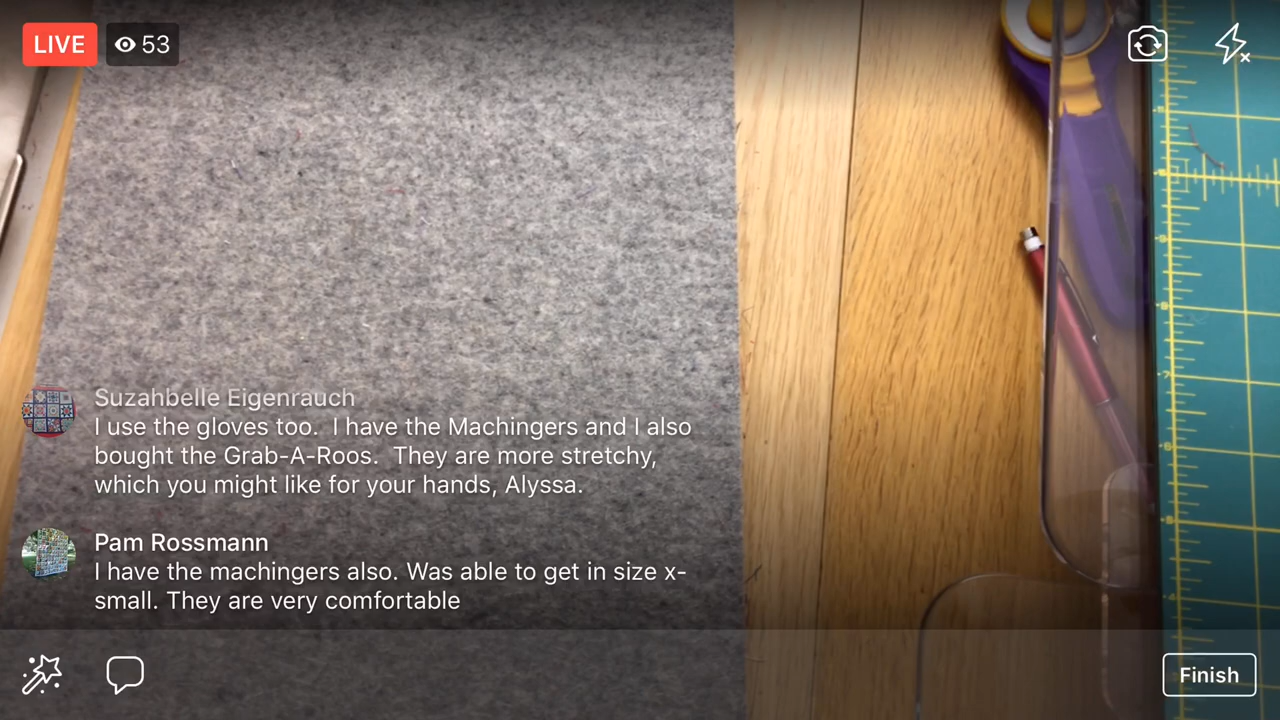 LIVE 53
Suzahbelle Eigenrauch
I use the gloves too.  I have the Machingers and I also
bought the Grab-A-Roos.  They are more stretchy,
which you might like for your hands, Alyssa.
Pam Rossmann
I have the machingers also. Was able to get in size x-
small. They are very comfortable
Finish